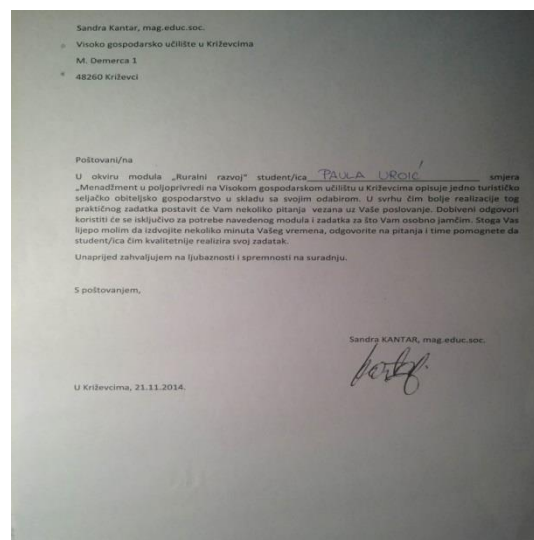 Sandra Kantar, mag.educ.soc.
Visoko gospodarsko učilište u Križevcima
M. Demerca 1
48260 Križevci
Poštovani/na
U okviru modula „Ruralni razvoj" student/ica PAULA UROIĆ smjera
„Menadžment u poljoprivredi na Visokom gospodarskom učilištu u Križevcima opisuje jedno turističko
seljačko obiteljsko gospodarstvo u skladu sa svojim odabirom. U svrhu čim bolje realizacije tog
praktičnog zadatka postavit će Vam nekoliko pitanja vezana uz Vaše poslovanje. Dobiveni odgovori
koristiti će se isključivo za potrebe navedenog modula i zadatka za što Vam osobno jamčim. Stoga Vas
lijepo molim da izdvojite nekoliko minuta Vašeg vremena, odgovorite na pitanja i time pomognete da
student/ica čim kvalitetnije realizira svoj zadatak.
Unaprijed zahvaljujem na ljubaznosti i spremnosti na suradnju.
S poštovanjem,
Sandra KANTAR, mag.educ.soc.
U Križevcima, 21.11.2014.